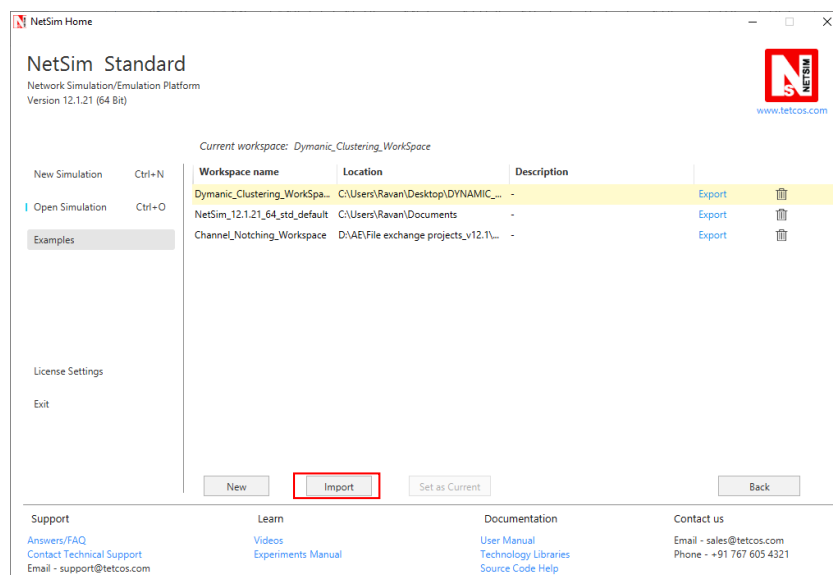 NetSim Home
NetSim Standard
Network Simulation/Emulation Platform
Version 12.1.21 (64 Bit)
NETSIM
N
S
www.tetcos.com
Current workspace: Dymanic_Clustering_WorkSpace
New Simulation Ctrl+N
Open Simulation Ctrl+O
Examples
License Settings
Exit
Workspace name Location Description
Dymanic_Clustering_WorkSpa... C:\Users\Ravan\Desktop\DYNAMIC_... - Export
NetSim_12.1.21_64_std_default C:\Users\Ravan\Documents - Export
Channel_Notching_Workspace D:\AE\File exchange projects_v12.1\... - Export
New Import Set as Current Back
Support
Answers/FAQ
Contact Technical Support
Email - support@tetcos.com
Learn
Videos
Experiments Manual
Documentation
User Manual
Technology Libraries
Source Code Help
Contact us
Email - sales@tetcos.com
Phone - +91 767 605 4321